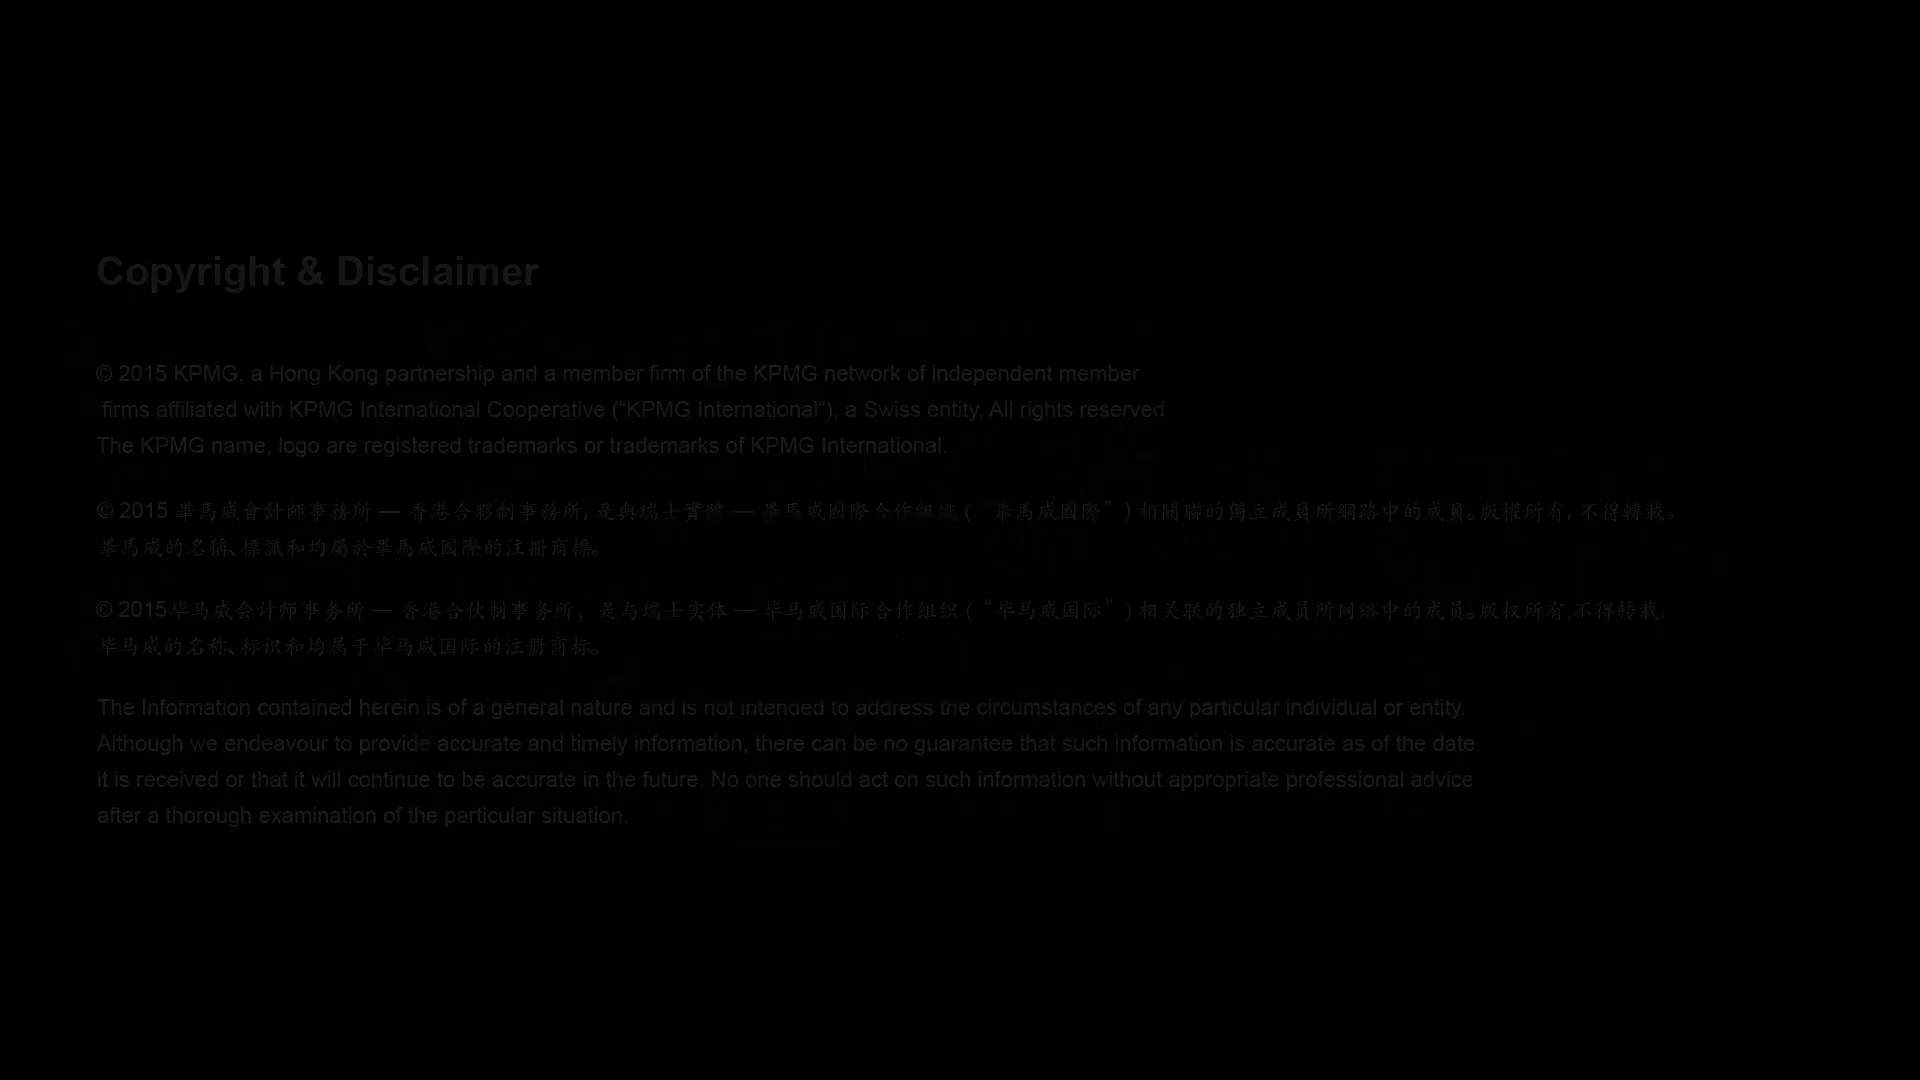 Copyright & Disclaimer
© 2015 KPMG, a Hong Kong partnership and a member firm of the KPMG network of independent member
firms affiliated with KPMG International Cooperative (“KPMG International”), a Swiss entity. All rights reserved
The KPMG name, logo are registered trademarks or trademarks of KPMG International.
© 2015 畢馬威會計師事務所 — 香港合夥制事務所, 是與瑞士實體 — 畢馬威國際合作組織 ( “畢馬威國際” ) 相關聯的獨立成員所網路中的成員。版權所有, 不得轉載。
畢馬威的名稱、標識和均屬於畢馬威國際的注冊商標。
© 2015毕马威会计师事务所 — 香港合伙制事务所, 是与瑞士实体 — 毕马威国际合作组织 ( “毕马威国际” ) 相关联的独立成员所网络中的成员。版权所有,不得转载.
毕马威的名称、标识和均属于毕马威国际的注册商标。
The Information contained herein is of a general nature and is not intended to address the circumstances of any particular individual or entity.
Although we endeavour to provide accurate and timely information, there can be no guarantee that such information is accurate as of the date
it is received or that it will continue to be accurate in the future. No one should act on such information without appropriate professional advice
after a thorough examination of the particular situation.